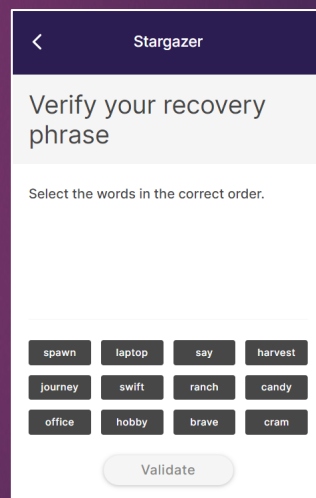 Stargazer
Verify your recovery
phrase
Select the words in the correct order.
spawn laptop say harvest
journey swift ranch candy
office hobby brave cram
Validate